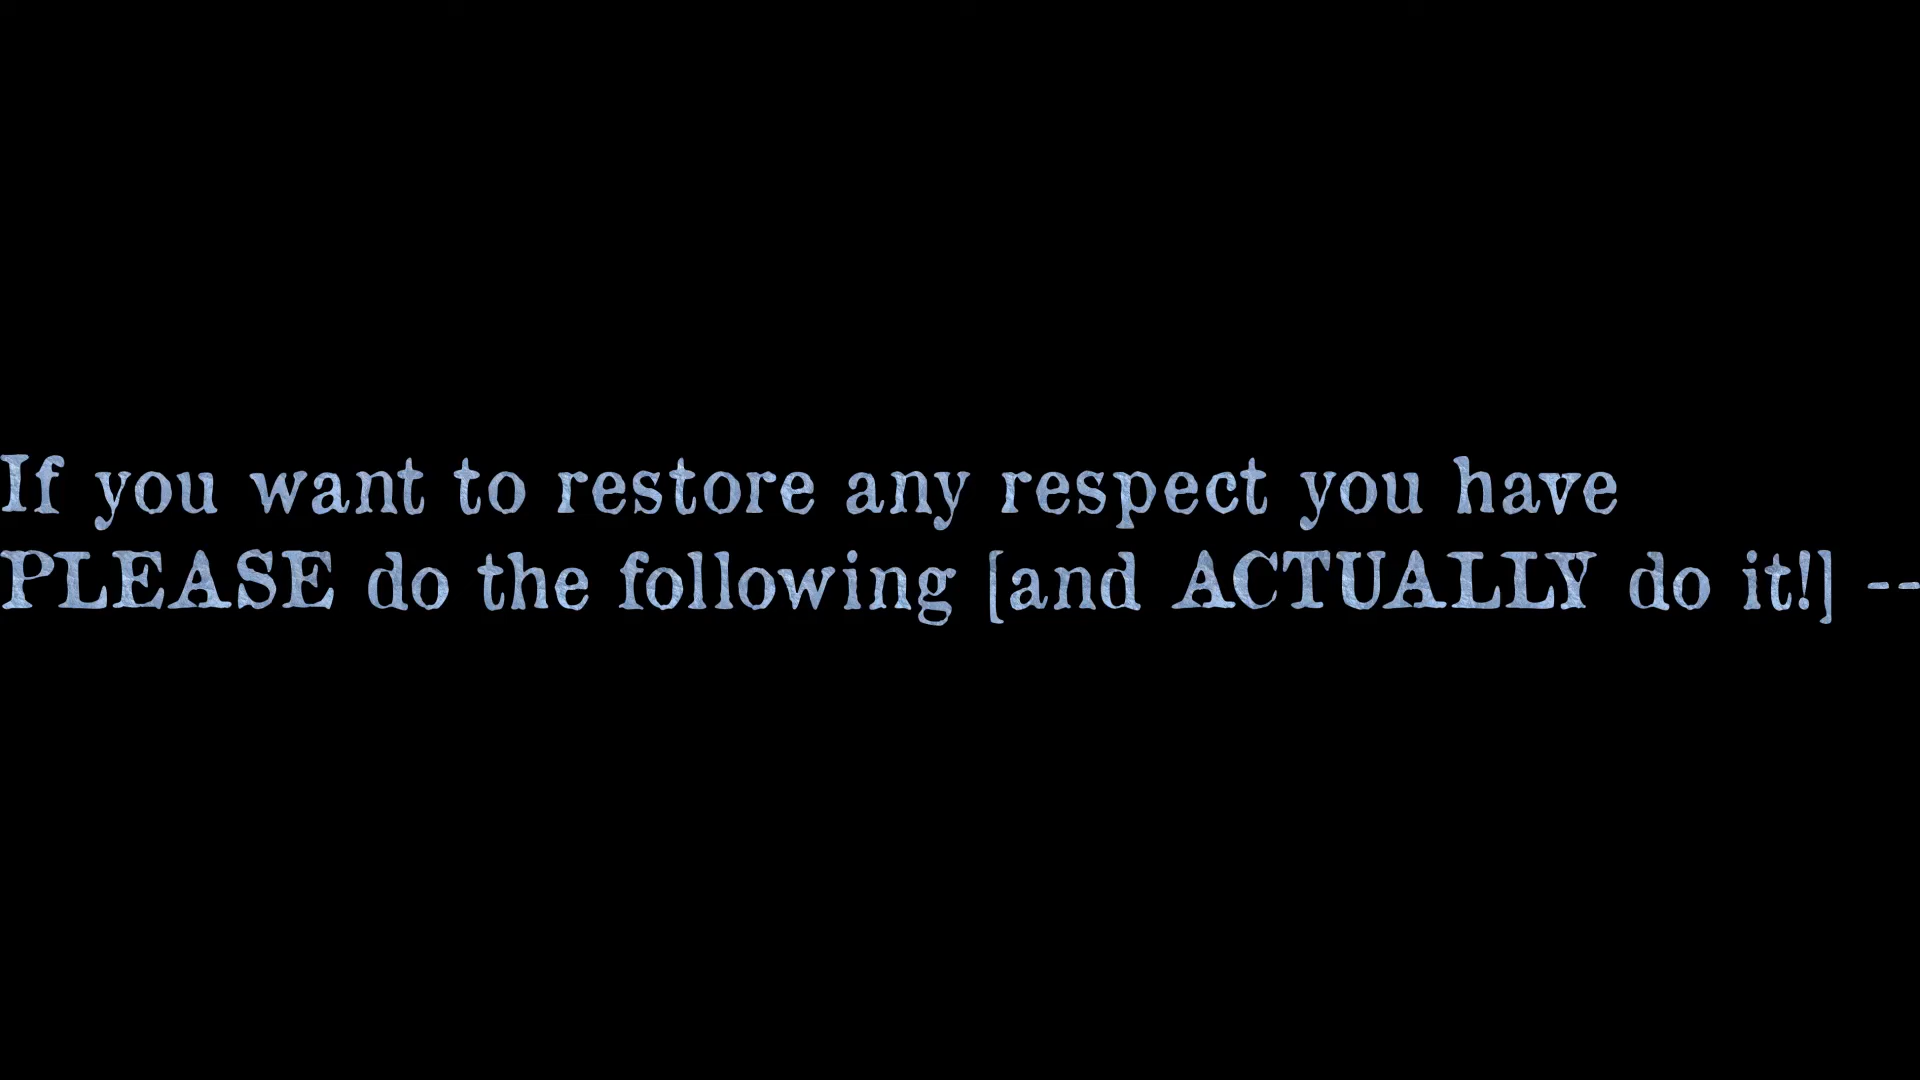 If you want to restore any respect you have
PLEASE do the following [and ACTUALLY do it!] --